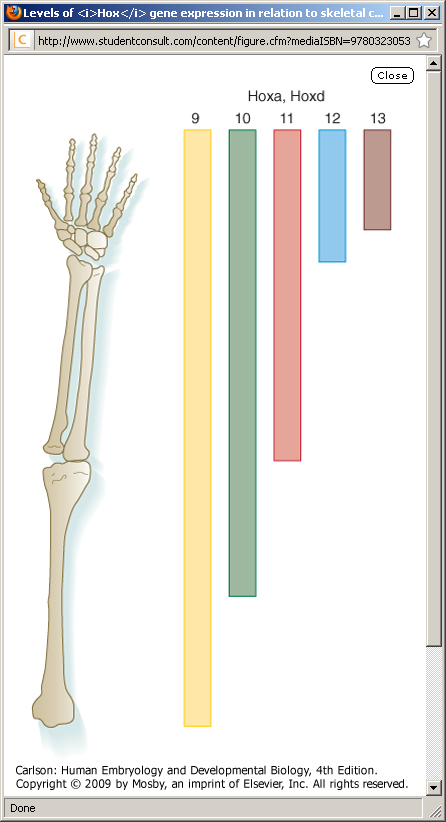 Levels of <i>Hox</i> gene expression in relation to skeletal c...
http://www.studentconsult.com/content/figure.cfm?mediaISBN=9780323053
Close
Hoxa, Hoxd
9 10 11 12 13
Carlson: Human Embryology and Developmental Biology, 4th Edition.
Copyright © 2009 by Mosby, an imprint of Elsevier, Inc. All rights reserved.
Done